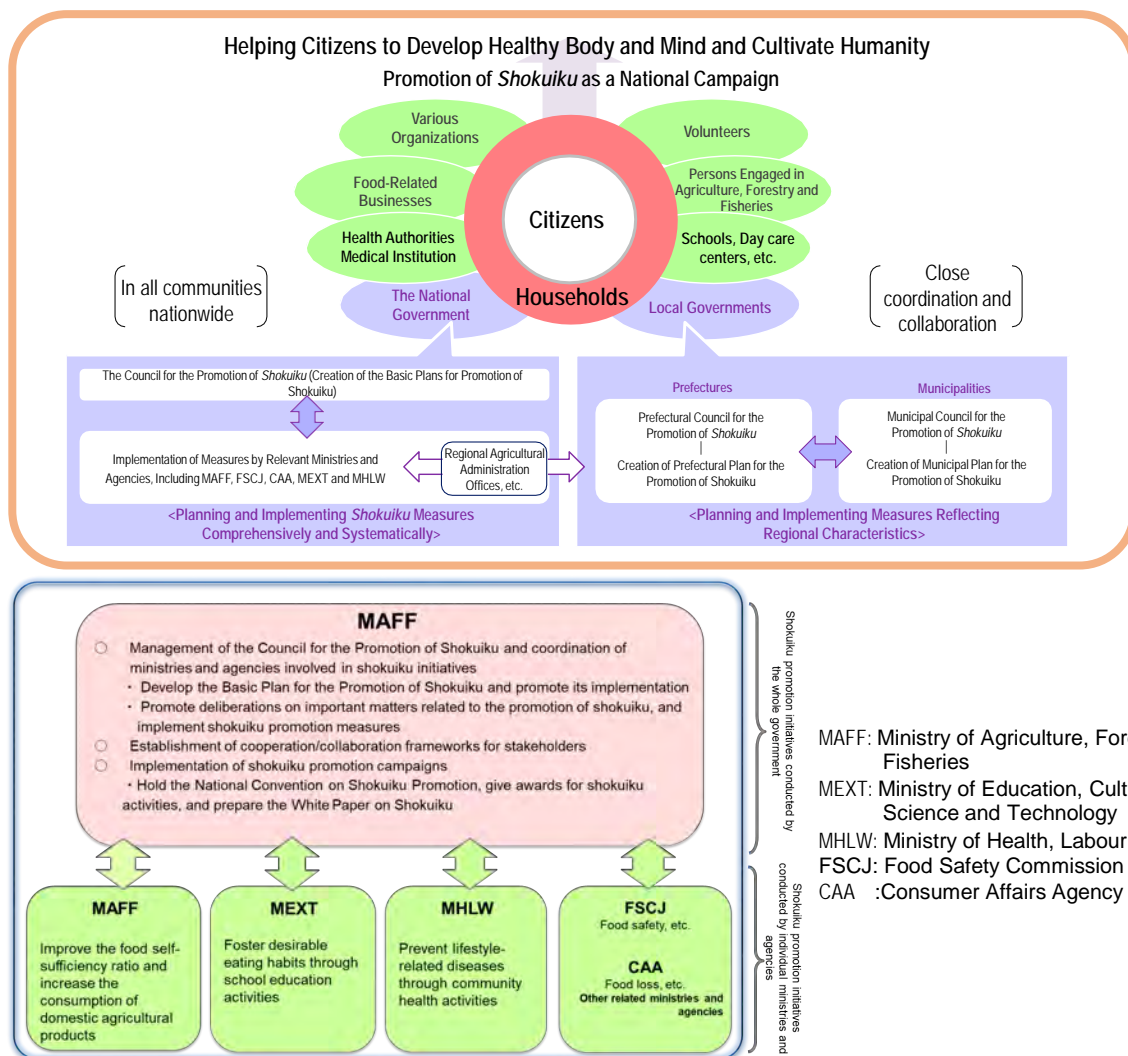 Helping Citizens to Develop Healthy Body and Mind and Cultivate Humanity
Promotion of Shokuiku as a National Campaign
Various
Organizations
Volunteers
Food-Related
Businesses
Persons Engaged in
Agriculture, Forestry and
Fisheries
Citizens
Health Authorities
Medical Institution
Schools, Day care
centers, etc.
In all communities
nationwide
The National
Government
Households
Local Governments
Close
coordination and
collaboration
The Council for the Promotion of Shokuiku (Creation of the Basic Plans for Promotion of
Shokuiku)
Implementation of Measures by Relevant Ministries and
Agencies, Including MAFF, FSCJ, CAA, MEXT and MHLW
Regional Agricultural
Administration
Offices, etc.
<Planning and Implementing Shokuiku Measures
Comprehensively and Systematically>
Prefectures
Prefectural Council for the
Promotion of Shokuiku
Creation of Prefectural Plan for the
Promotion of Shokuiku
Municipalities
Municipal Council for the
Promotion of Shokuiku
Creation of Municipal Plan for the
Promotion of Shokuiku
<Planning and Implementing Measures Reflecting
Regional Characteristics>
MAFF
○ Management of the Council for the Promotion of Shokuiku and coordination of
ministries and agencies involved in shokuiku initiatives
・Develop the Basic Plan for the Promotion of Shokuiku and promote its implementation
・Promote deliberations on important matters related to the promotion of shokuiku, and
implement shokuiku promotion measures
○ Establishment of cooperation/collaboration frameworks for stakeholders
○ Implementation of shokuiku promotion campaigns
・Hold the National Convention on Shokuiku Promotion, give awards for shokuiku
activities, and prepare the White Paper on Shokuiku
Shokuiku promotion initiatives conducted by
the whole government
MAFF
Improve the food self-
sufficiency ratio and
increase the
consumption of
domestic agricultural
products
MEXT
Foster desirable
eating habits through
school education
activities
MHLW
Prevent lifestyle-
related diseases
through community
health activities
FSCJ
Food safety, etc.
CAA
Food loss, etc.
Other related ministries and
agencies
Shokuiku promotion initiatives
conducted by individual ministries and
agencies
MAFF: Ministry of Agriculture, For
Fisheries
MEXT: Ministry of Education, Cult
Science and Technology
MHLW: Ministry of Health, Labour
FSCJ: Food Safety Commission
CAA :Consumer Affairs Agency